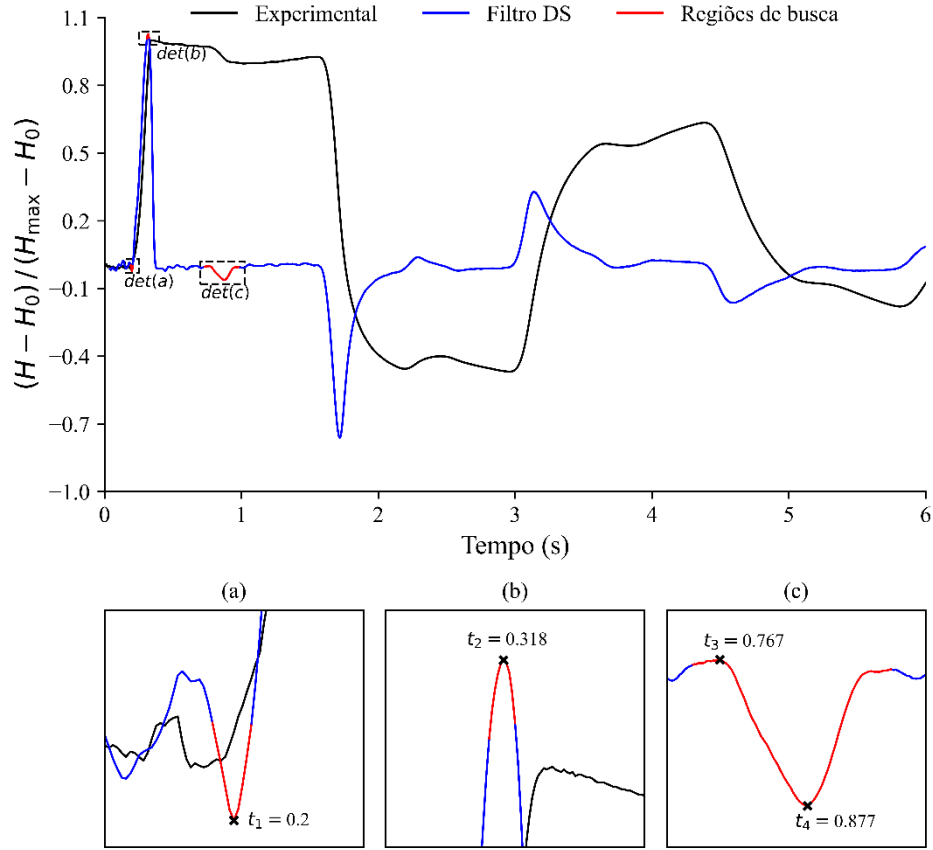 Experimental Filtro DS Regiões de busca
1.1
0.8
0.5
0.2
−0.1
−0.4
−0.7
−1.0
(H − H₀) / (Hmax − H₀)
det(b)
det(a)
det(c)
0 1 2 3 4 5 6
Tempo (s)
(a) (b) (c)
t₁ = 0.2
t₂ = 0.318
t₃ = 0.767
t₄ = 0.877